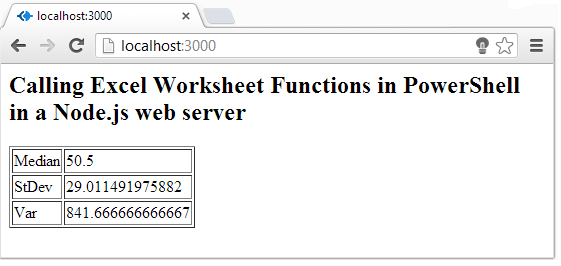 localhost:3000
localhost:3000
Calling Excel Worksheet Functions in PowerShell
in a Node.js web server
Median 50.5
StDev 29.011491975882
Var 841.666666666667